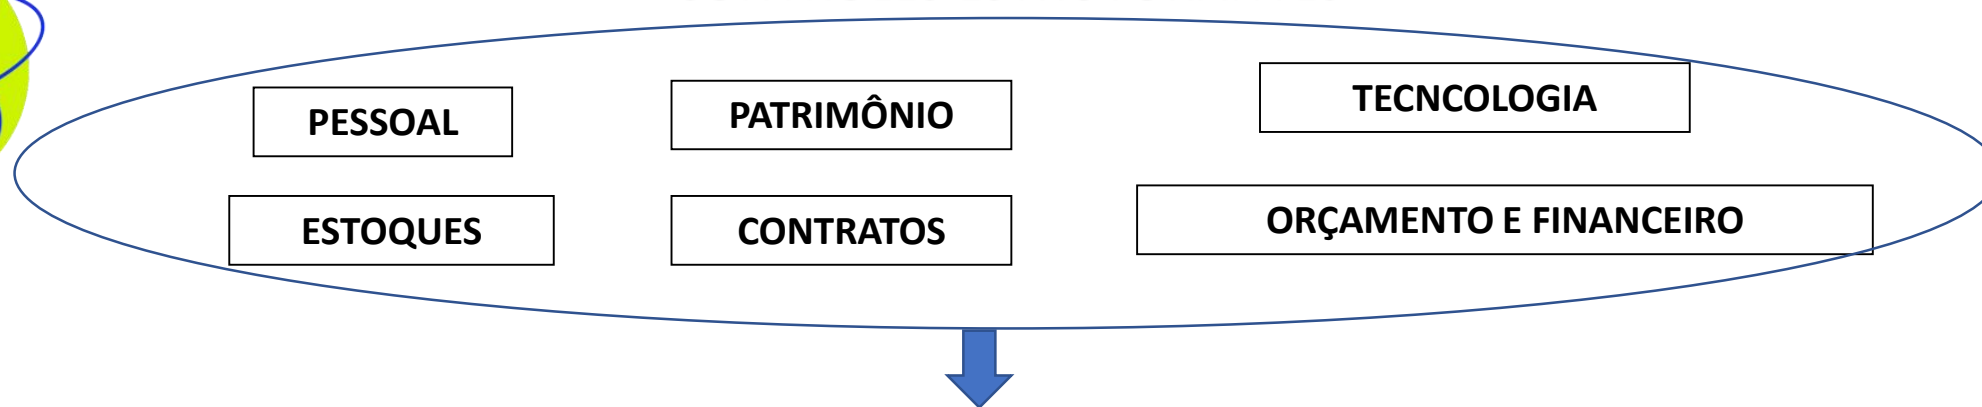 PESSOAL
PATRIMÔNIO
TECNCOLOGIA
ESTOQUES
CONTRATOS
ORÇAMENTO E FINANCEIRO